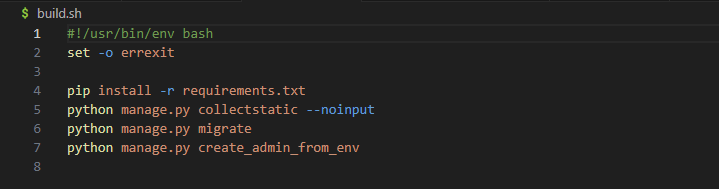 $ build.sh
1 #!/usr/bin/env bash
2 set -o errexit
3
4 pip install -r requirements.txt
5 python manage.py collectstatic --noinput
6 python manage.py migrate
7 python manage.py create_admin_from_env
8